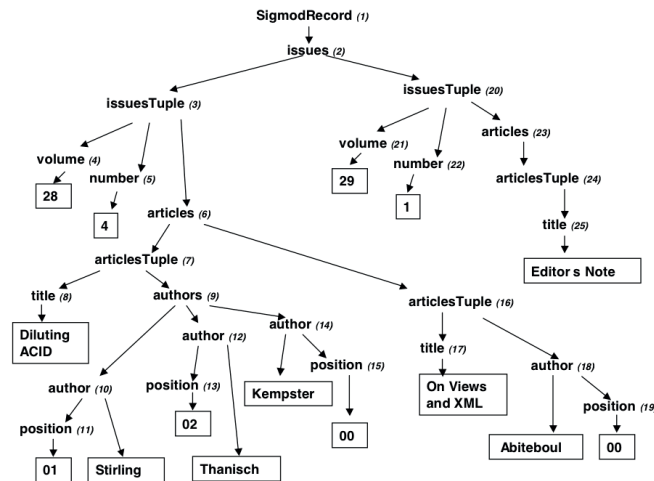 SigmodRecord (1)
issues (2)
issuesTuple (3)
issuesTuple (20)
volume (4)
number (5)
28
4
articles (6)
volume (21)
number (22)
29
1
articles (23)
articlesTuple (24)
title (25)
Editor s Note
articlesTuple (7)
title (8)
Diluting
ACID
authors (9)
author (10)
position (11)
01
Stirling
author (12)
position (13)
02
Thanisch
author (14)
Kempster
position (15)
00
articlesTuple (16)
title (17)
On Views
and XML
author (18)
Abiteboul
position (19)
00